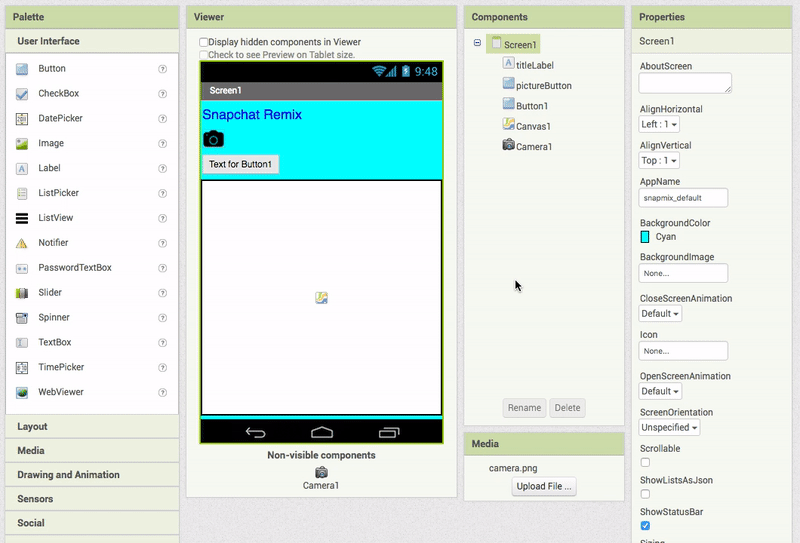 Palette
User Interface
Button
CheckBox
DatePicker
Image
Label
ListPicker
ListView
Notifier
PasswordTextBox
Slider
Spinner
TextBox
TimePicker
WebViewer
Layout
Media
Drawing and Animation
Sensors
Social
Viewer
Display hidden components in Viewer
Check to see Preview on Tablet size.
9:48
Screen1
Snapchat Remix
Text for Button1
Non-visible components
Camera1
Components
Screen1
titleLabel
pictureButton
Button1
Canvas1
Camera1
Rename Delete
Media
camera.png
Upload File ...
Properties
Screen1
AboutScreen
AlignHorizontal
Left : 1
AlignVertical
Top : 1
AppName
snapmix_default
BackgroundColor
Cyan
BackgroundImage
None...
CloseScreenAnimation
Default
Icon
None...
OpenScreenAnimation
Default
ScreenOrientation
Unspecified
Scrollable
ShowListsAsJson
ShowStatusBar